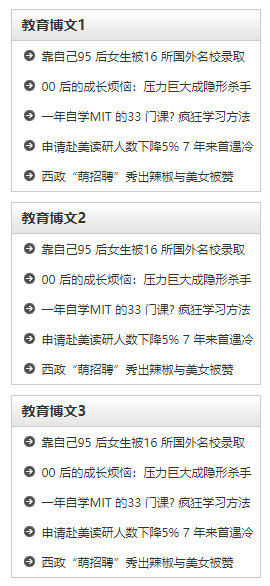 教育博文1
靠自己95 后女生被16 所国外名校录取
00 后的成长烦恼：压力巨大成隐形杀手
一年自学MIT 的33 门课? 疯狂学习方法
申请赴美读研人数下降5% 7 年来首遇冷
西政“萌招聘”秀出辣椒与美女被赞
教育博文2
靠自己95 后女生被16 所国外名校录取
00 后的成长烦恼：压力巨大成隐形杀手
一年自学MIT 的33 门课? 疯狂学习方法
申请赴美读研人数下降5% 7 年来首遇冷
西政“萌招聘”秀出辣椒与美女被赞
教育博文3
靠自己95 后女生被16 所国外名校录取
00 后的成长烦恼：压力巨大成隐形杀手
一年自学MIT 的33 门课? 疯狂学习方法
申请赴美读研人数下降5% 7 年来首遇冷
西政“萌招聘”秀出辣椒与美女被赞